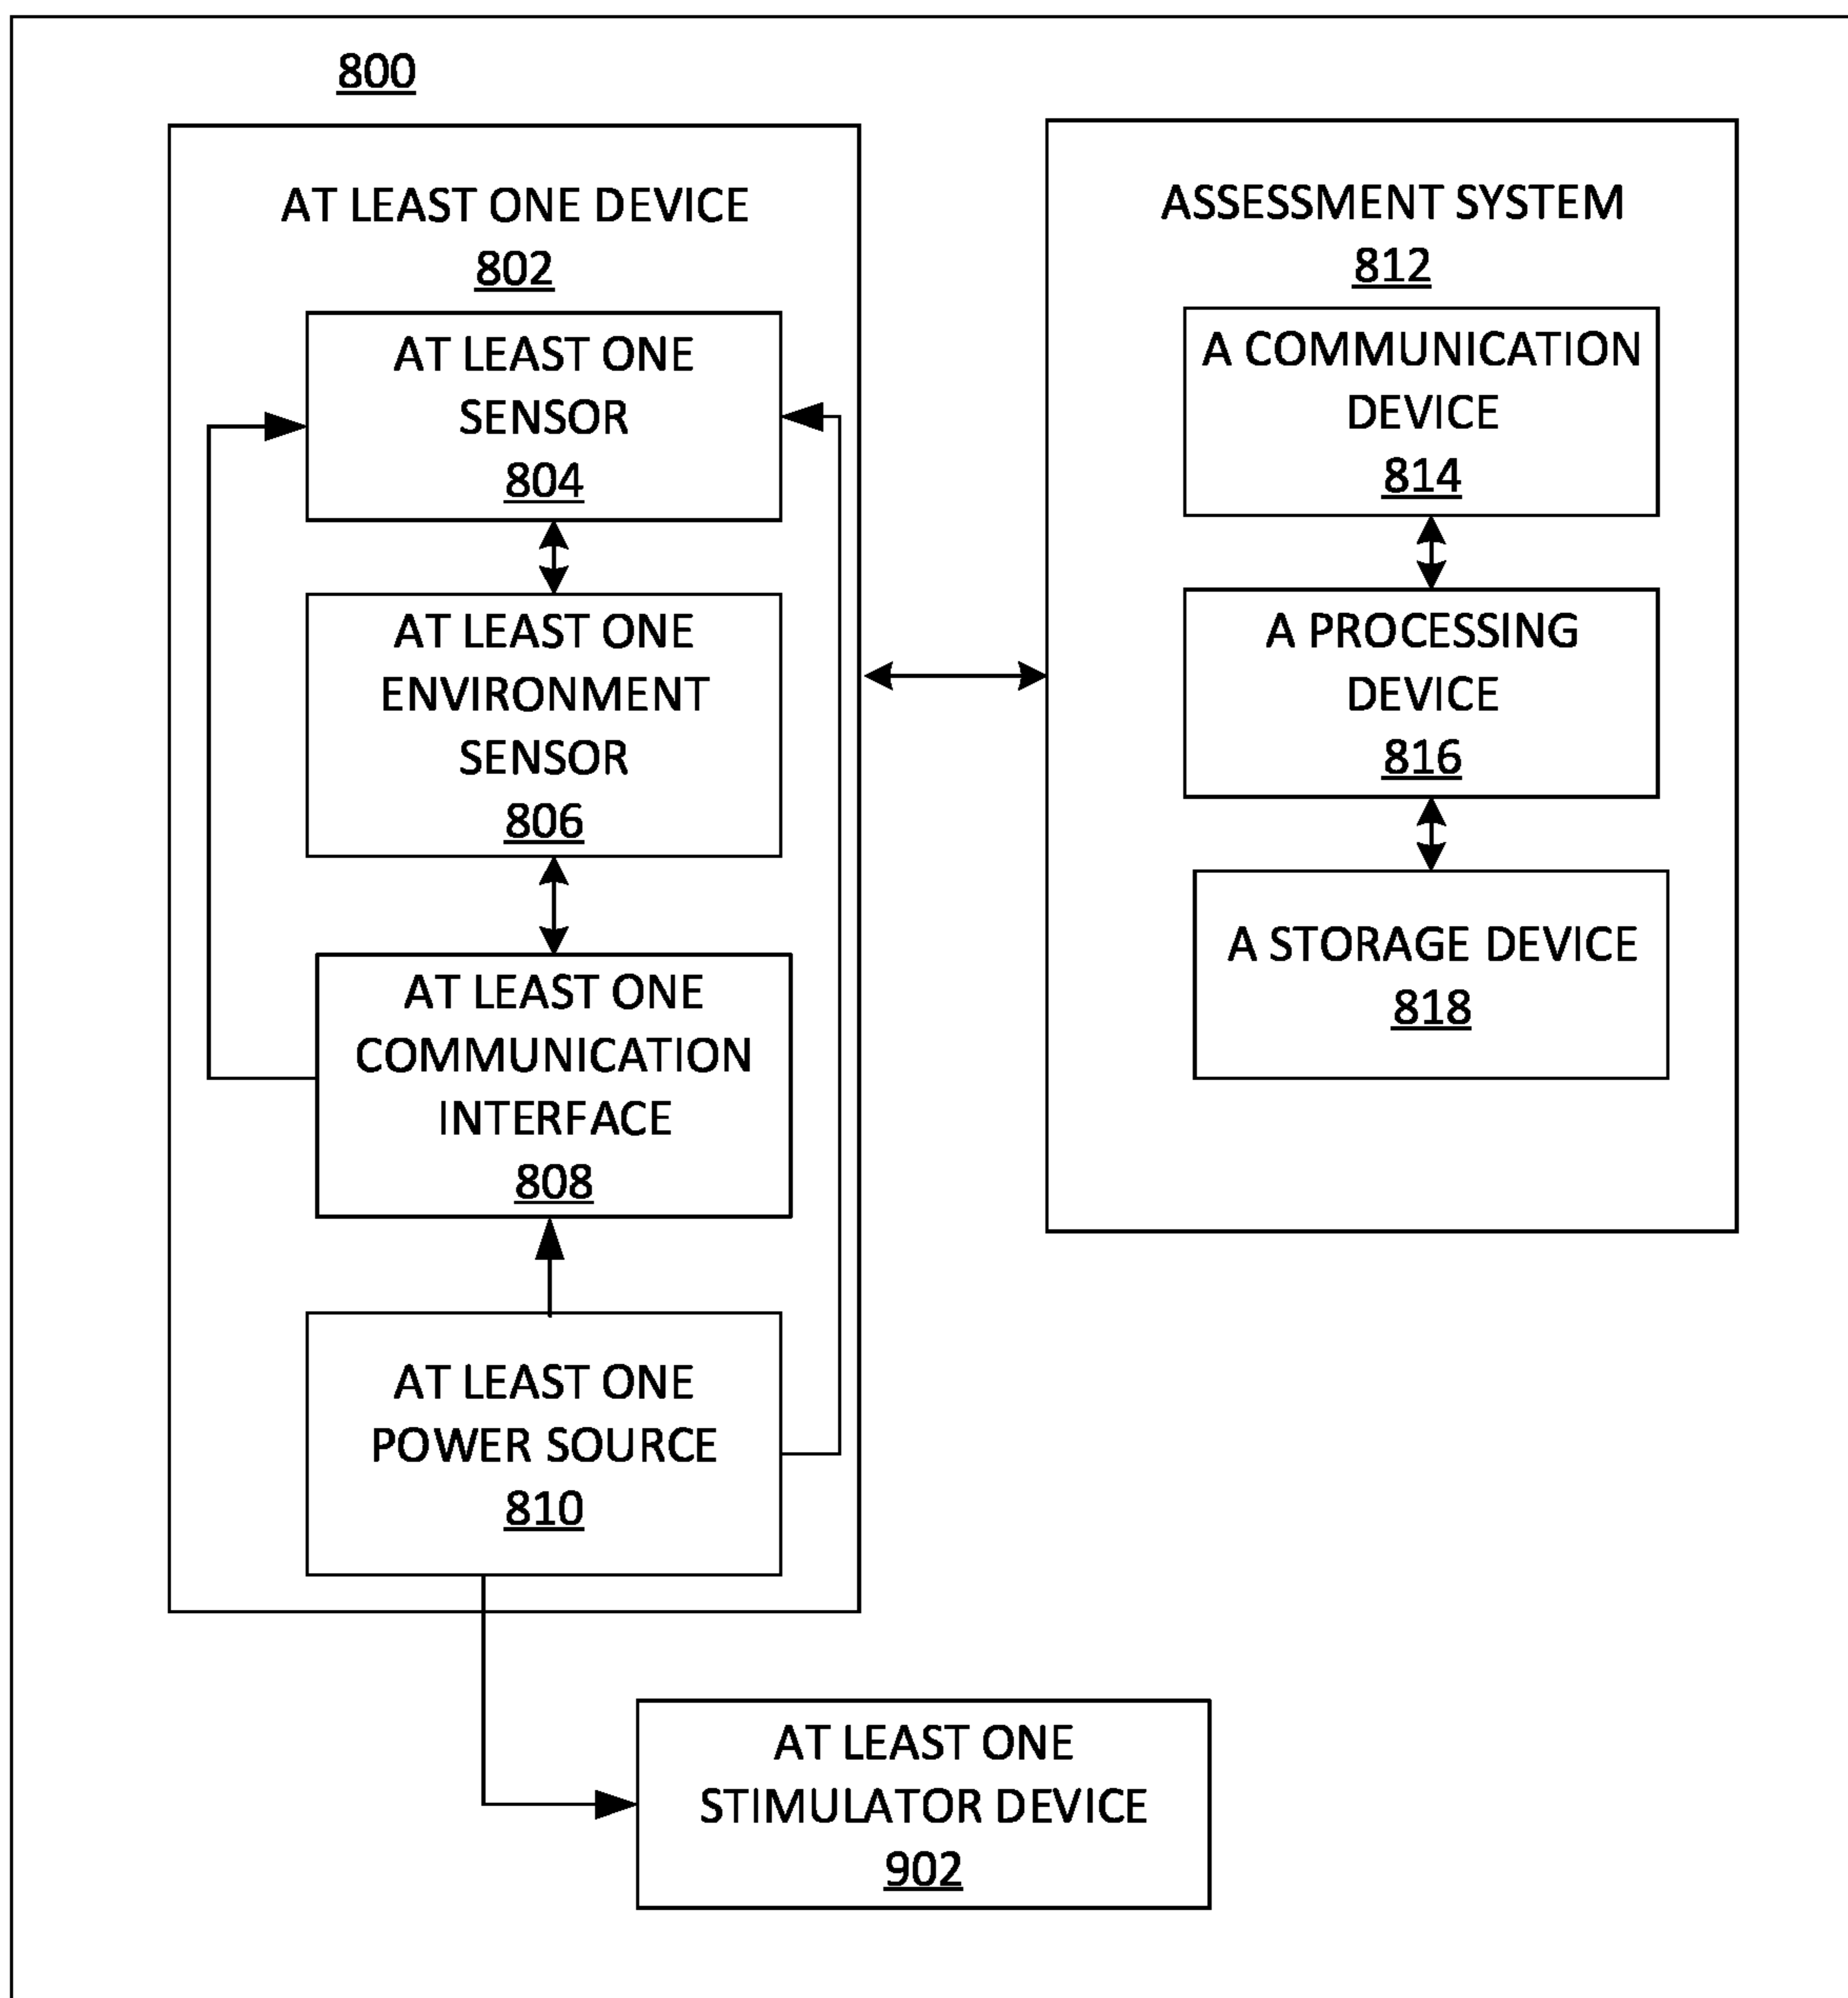 800
AT LEAST ONE DEVICE
802
AT LEAST ONE
SENSOR
804
AT LEAST ONE
ENVIRONMENT
SENSOR
806
AT LEAST ONE
COMMUNICATION
INTERFACE
808
AT LEAST ONE
POWER SOURCE
810
ASSESSMENT SYSTEM
812
A COMMUNICATION
DEVICE
814
A PROCESSING
DEVICE
816
A STORAGE DEVICE
818
AT LEAST ONE
STIMULATOR DEVICE
902